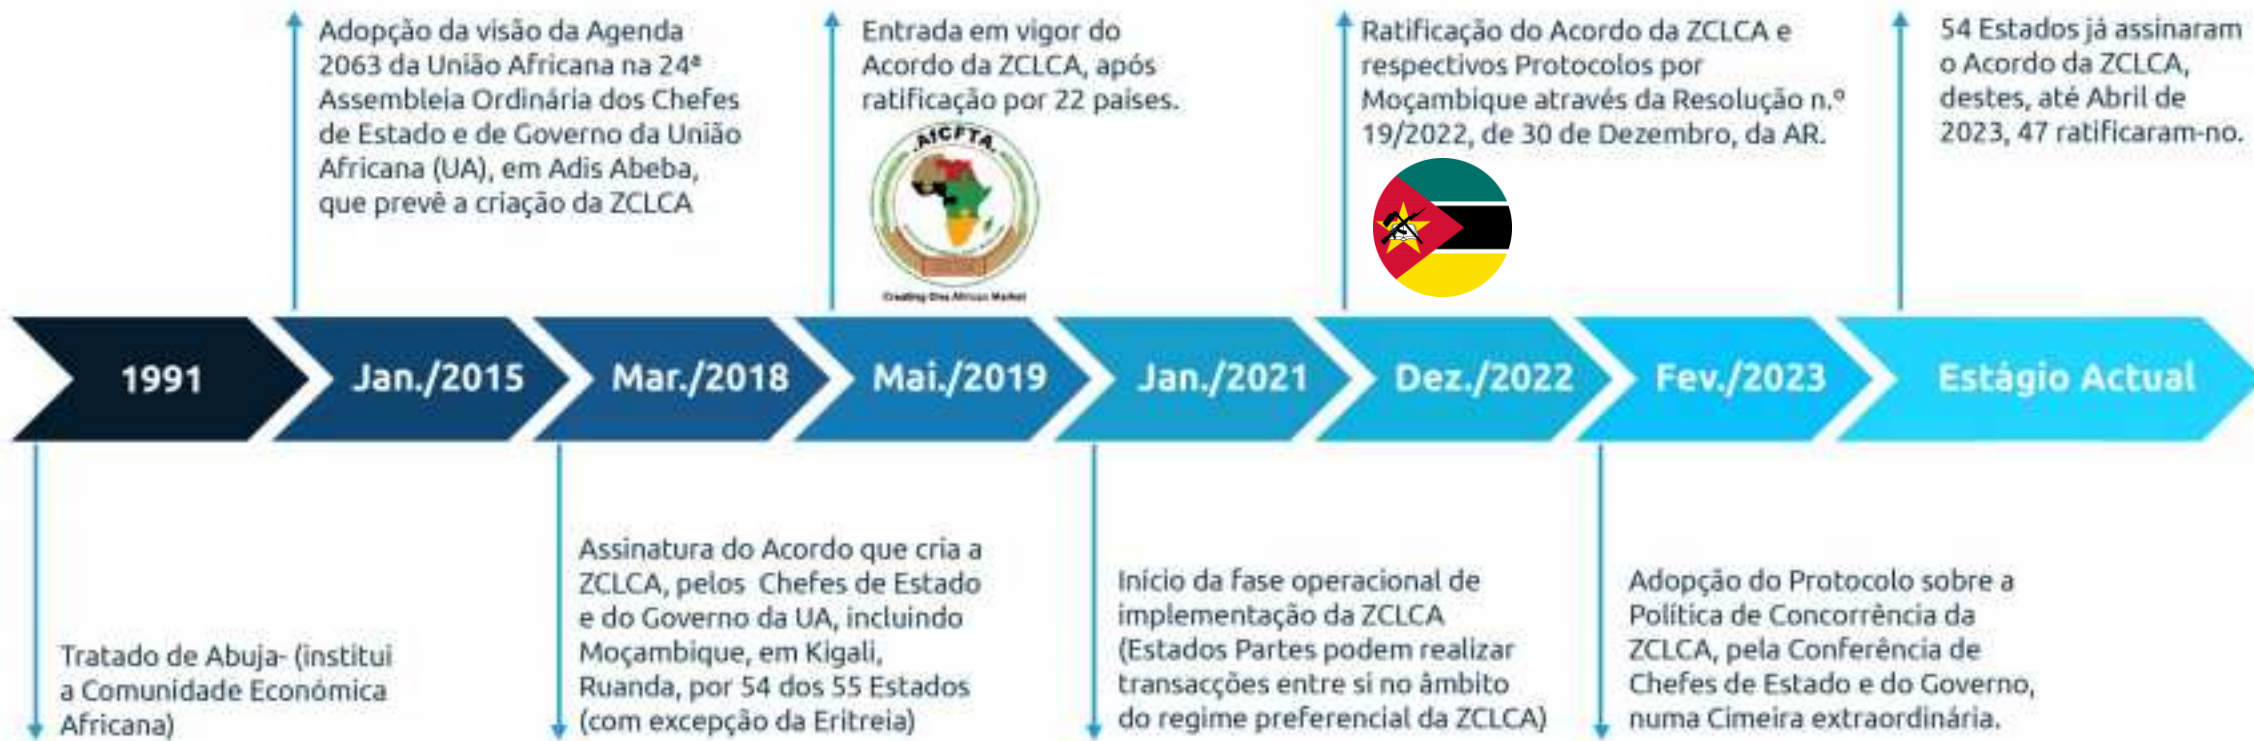 Adopção da visão da Agenda
2063 da União Africana na 24ª
Assembleia Ordinária dos Chefes
de Estado e de Governo da União
Africana (UA), em Adis Abeba,
que prevê a criação da ZCLCA
Entrada em vigor do
Acordo da ZCLCA, após
ratificação por 22 países.
AfCFTA
Creating One African Market
Ratificação do Acordo da ZCLCA e
respectivos Protocolos por
Moçambique através da Resolução n.º
19/2022, de 30 de Dezembro, da AR.
54 Estados já assinaram
o Acordo da ZCLCA,
destes, até Abril de
2023, 47 ratificaram-no.
1991
Jan./2015
Mar./2018
Mai./2019
Jan./2021
Dez./2022
Fev./2023
Estágio Actual
Tratado de Abuja- (institui
a Comunidade Económica
Africana)
Assinatura do Acordo que cria a
ZCLCA, pelos Chefes de Estado
e do Governo da UA, incluindo
Moçambique, em Kigali,
Ruanda, por 54 dos 55 Estados
(com excepção da Eritreia)
Início da fase operacional de
implementação da ZCLCA
(Estados Partes podem realizar
transacções entre si no âmbito
do regime preferencial da ZCLCA)
Adopção do Protocolo sobre a
Política de Concorrência da
ZCLCA, pela Conferência de
Chefes de Estado e do Governo,
numa Cimeira extraordinária.